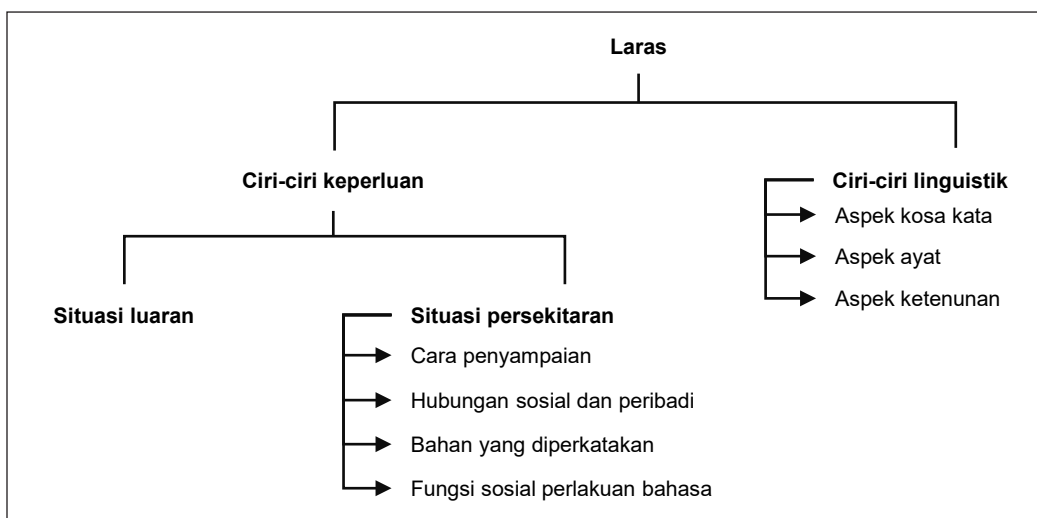 Laras
Ciri-ciri keperluan
Ciri-ciri linguistik
Aspek kosa kata
Aspek ayat
Aspek ketenunan
Situasi luaran
Situasi persekitaran
Cara penyampaian
Hubungan sosial dan peribadi
Bahan yang diperkatakan
Fungsi sosial perlakuan bahasa